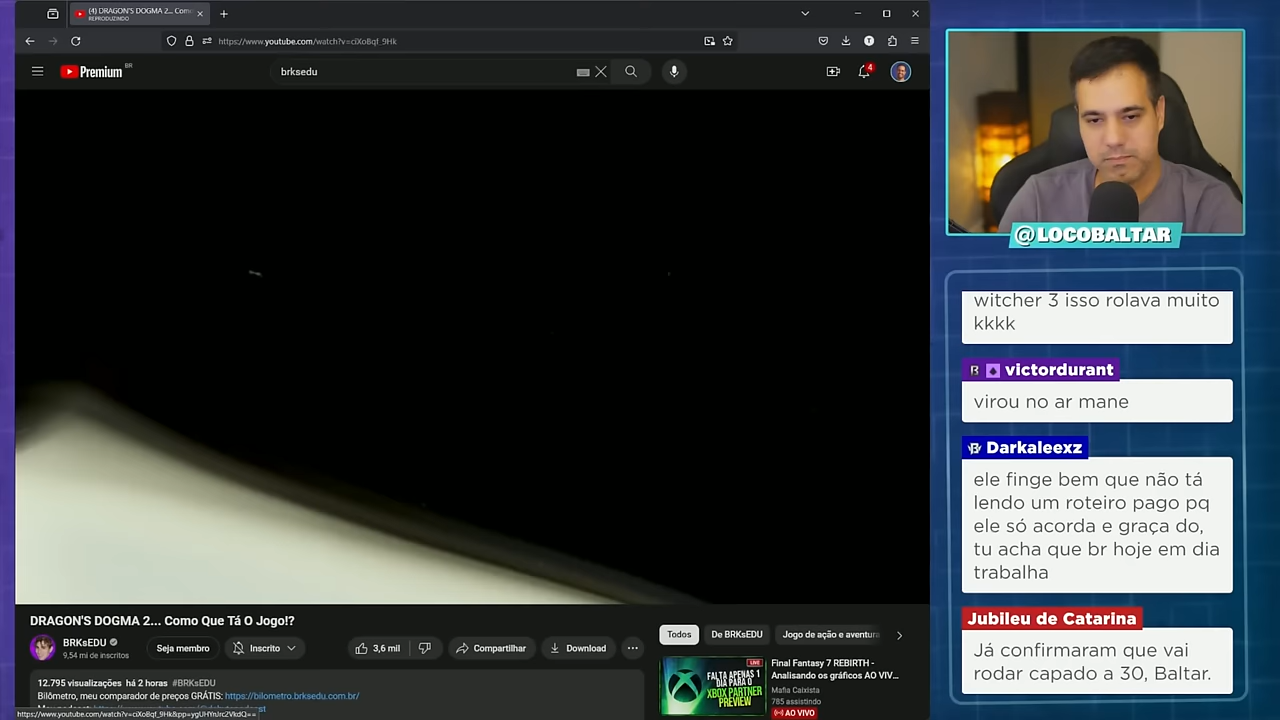 (4) DRAGON'S DOGMA 2... Como
REPRODUZINDO
https://www.youtube.com/watch?v=ciXoBqf_9Hk
Premium BR
brksedu
4
@LOCOBALTAR
witcher 3 isso rolava muito
kkkk
victordurant
virou no ar mane
Darkaleexz
ele finge bem que não tá
lendo um roteiro pago pq
ele só acorda e graça do,
tu acha que br hoje em dia
trabalha
Jubileu de Catarina
Já confirmaram que vai
rodar capado a 30, Baltar.
DRAGON'S DOGMA 2... Como Que Tá O Jogo!?
BRKsEDU
9,54 mi de inscritos
Seja membro
Inscrito
3,6 mil
Compartilhar
Download
12.795 visualizações há 2 horas #BRKsEDU
Bilômetro, meu comparador de preços GRÁTIS: https://bilometro.brksedu.com.br/
Todos
De BRKsEDU
Jogo de ação e aventura
LIVE
FALTA APENAS 1
DIA PARA O
XBOX PARTNER
PREVIEW
Final Fantasy 7 REBIRTH -
Analisando os gráficos AO VIV...
Mafia Caixista
785 assistindo
AO VIVO